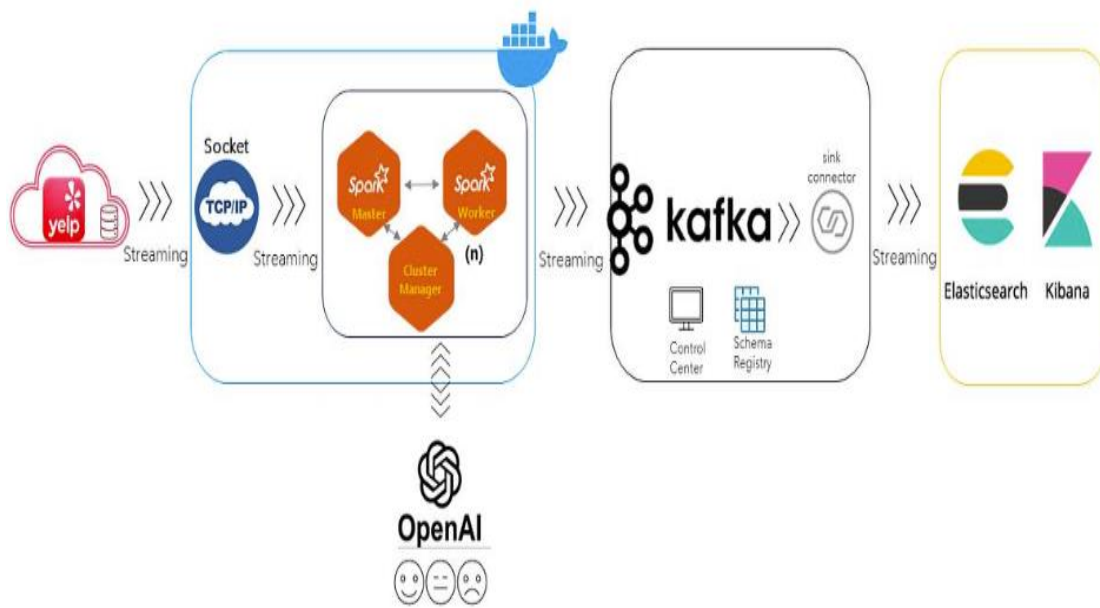 yelp
Streaming
Socket
TCP/IP
Streaming
Spark
Master
Spark
Worker
(n)
Cluster
Manager
Streaming
OpenAI
kafka
sink
connector
Control
Center
Schema
Registry
Streaming
Elasticsearch
Kibana